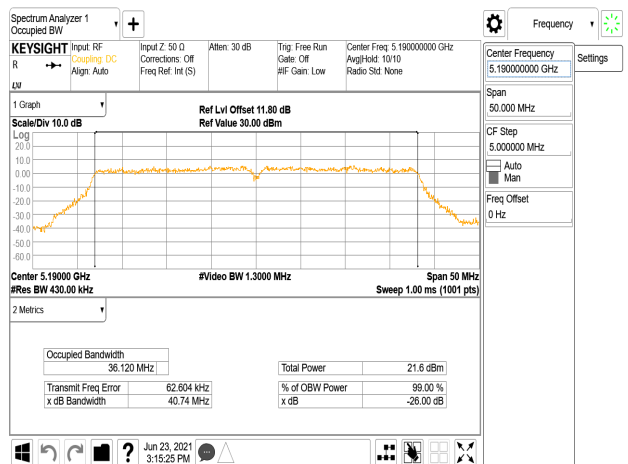 Spectrum Analyzer 1
Occupied BW
Frequency
KEYSIGHT
R
Input: RF
Coupling: DC
Align: Auto
Input Z: 50 Ω
Corrections: Off
Freq Ref: Int (S)
Atten: 30 dB
Trig: Free Run
Gate: Off
#IF Gain: Low
Center Freq: 5.190000000 GHz
Avg|Hold: 10/10
Radio Std: None
Center Frequency
5.190000000 GHz
Settings
Span
50.000 MHz
CF Step
5.000000 MHz
Auto
Man
Freq Offset
0 Hz
1 Graph
Scale/Div 10.0 dB
Ref Lvl Offset 11.80 dB
Ref Value 30.00 dBm
Log
20.0
10.0
0.00
-10.0
-20.0
-30.0
-40.0
-50.0
-60.0
Center 5.19000 GHz
#Res BW 430.00 kHz
#Video BW 1.3000 MHz
Span 50 MHz
Sweep 1.00 ms (1001 pts)
2 Metrics
Occupied Bandwidth
36.120 MHz
Transmit Freq Error 62.604 kHz
x dB Bandwidth 40.74 MHz
Total Power 21.6 dBm
% of OBW Power 99.00 %
x dB -26.00 dB
?
Jun 23, 2021
3:15:25 PM